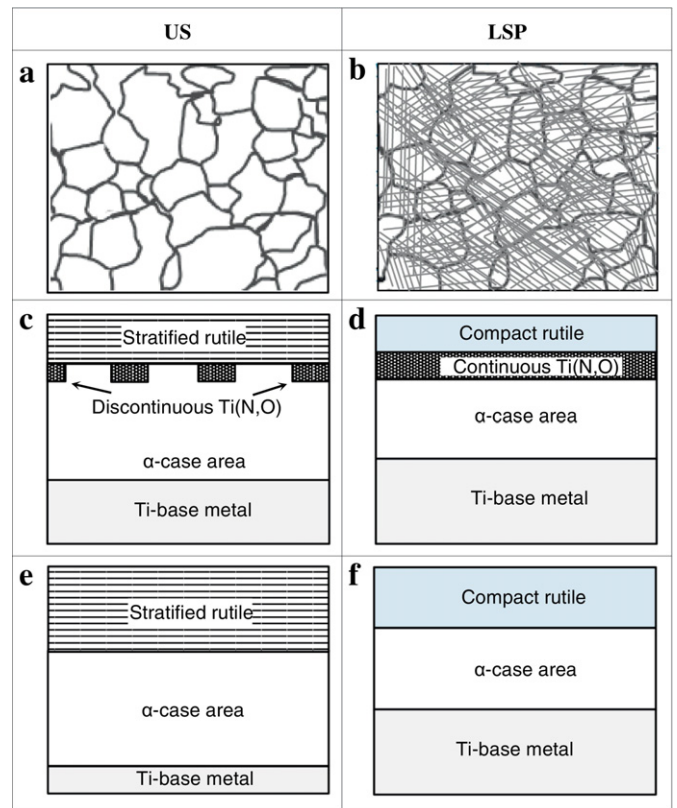 US
LSP
a
b
c
Stratified rutile
Discontinuous Ti(N,O)
α-case area
Ti-base metal
d
Compact rutile
Continuous Ti(N,O)
α-case area
Ti-base metal
e
Stratified rutile
α-case area
Ti-base metal
f
Compact rutile
α-case area
Ti-base metal